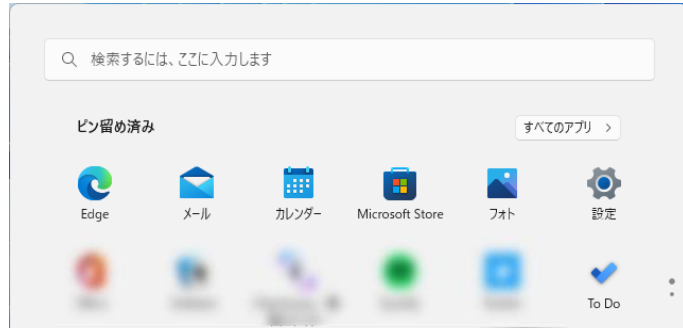 検索するには、ここに入力します
ピン留め済み
すべてのアプリ >
Edge
メール
カレンダー
Microsoft Store
フォト
設定
To Do